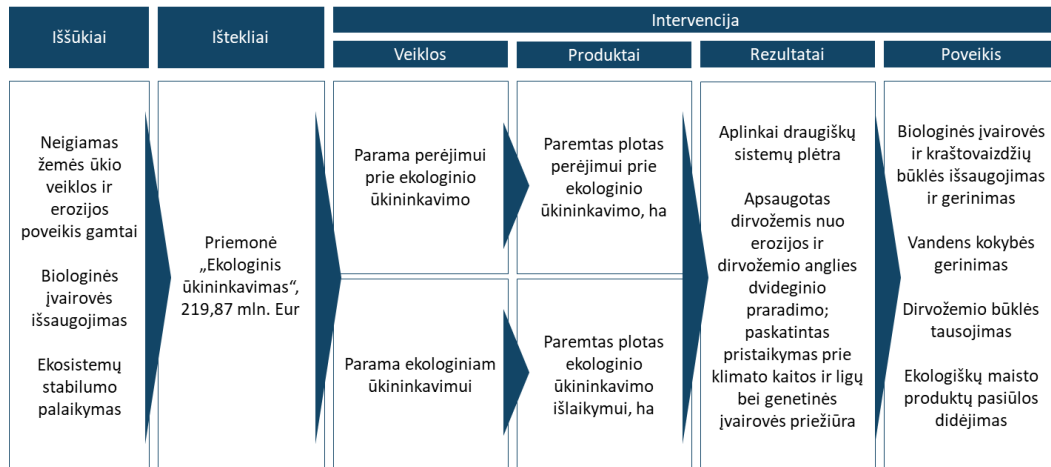 Iššūkiai
Ištekliai
Intervencija
Veiklos
Produktai
Rezultatai
Poveikis
Neigiamas
žemės ūkio
veiklos ir
erozijos
poveikis gamtai
Biologinės
įvairovės
išsaugojimas
Ekosistemų
stabilumo
palaikymas
Priemonė
„Ekologinis
ūkininkavimas“,
219,87 mln. Eur
Parama perėjimui
prie ekologinio
ūkininkavimo
Parama ekologiniam
ūkininkavimui
Paremtas plotas
perėjimui prie
ekologinio
ūkininkavimo, ha
Paremtas plotas
ekologinio
ūkininkavimo
išlaikymui, ha
Aplinkai draugiškų
sistemų plėtra
Apsaugotas
dirvožemis nuo
erozijos ir
dirvožemio anglies
dvideginio
praradimo;
paskatintas
pristaikymas prie
klimato kaitos ir ligų
bei genetinės
įvairovės priežiūra
Biologinės įvairovės
ir kraštovaizdžių
būklės išsaugojimas
ir gerinimas
Vandens kokybės
gerinimas
Dirvožemio būklės
tausojimas
Ekologiškų maisto
produktų pasiūlos
didėjimas